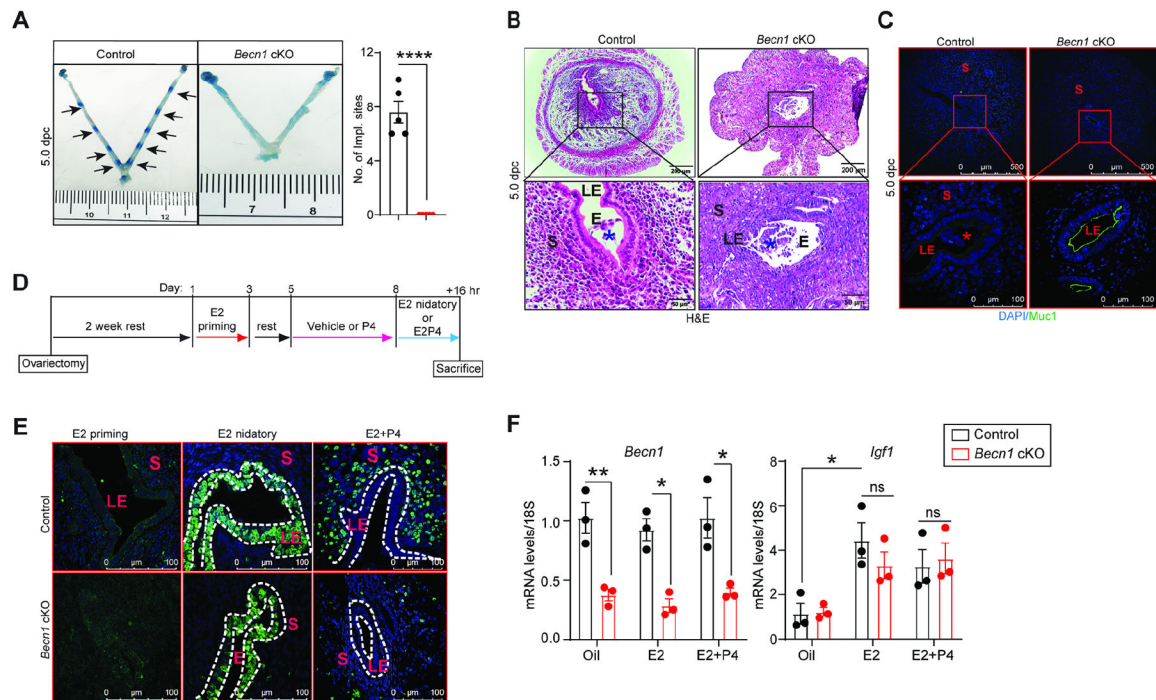 A
Control
Becn1 cKO
5.0 dpc
10 11 12
7 8
No. of Impl. sites
12
9
6
3
0
****
B
Control
Becn1 cKO
5.0 dpc
200 µm
200 µm
LE
E
S
*
50 µm
S
LE
*
E
50 µm
H&E
C
Control
Becn1 cKO
5.0 dpc
S
0 µm 500
S
0 µm 500
S
LE
*
0 µm 100
LE
0 µm 100
DAPI/Muc1
D
Day: 1 3 5 8 +16 hr
2 week rest
E2 priming
rest
Vehicle or P4
E2 nidatory or E2P4
Ovariectomy
Sacrifice
E
E2 priming
E2 nidatory
E2+P4
Control
S
LE
0 µm 100
S
LE
0 µm 100
S
LE
0 µm 100
Becn1 cKO
0 µm 100
S
E
0 µm 100
S
LE
0 µm 100
F
Control
Becn1 cKO
Becn1
mRNA levels/18S
1.5
1.0
0.5
0.0
**
*
*
Oil E2 E2+P4
Igf1
mRNA levels/18S
8
6
4
2
0
*
ns
ns
Oil E2 E2+P4